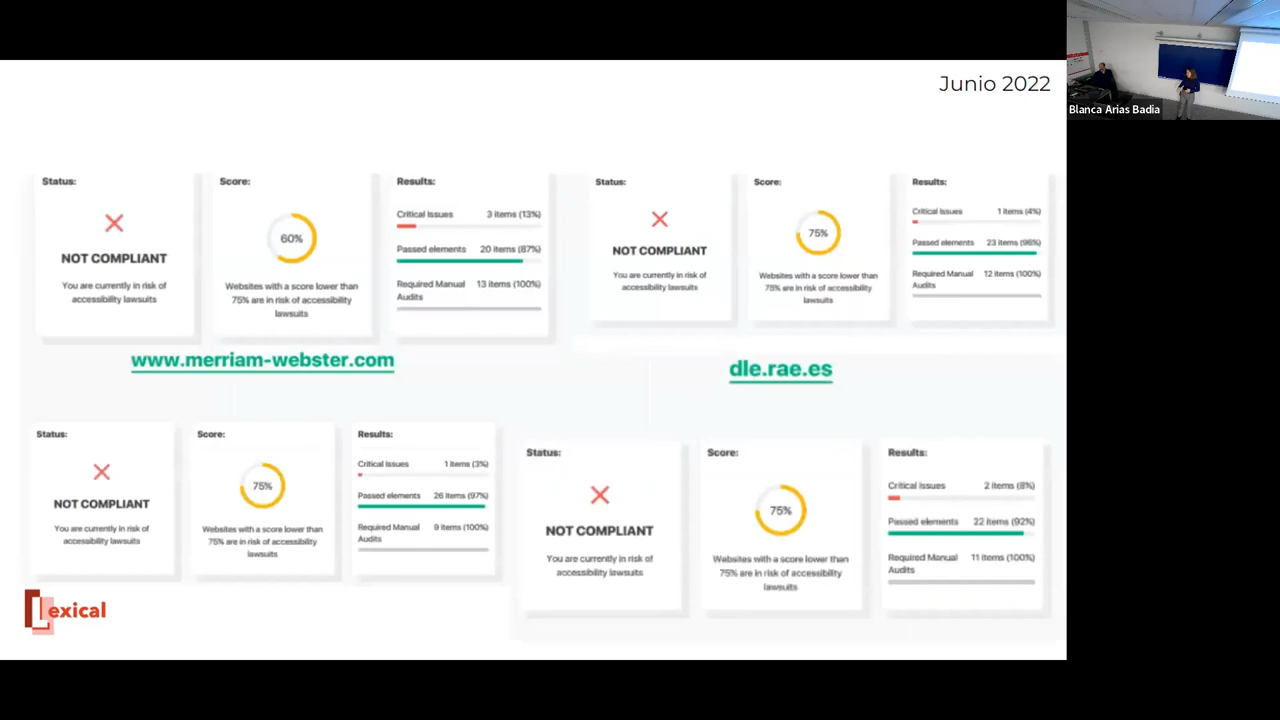 Junio 2022
Blanca Arias Badia
Status:
NOT COMPLIANT
You are currently in risk of
accessibility lawsuits
Score:
60%
Websites with a score lower than
75% are in risk of accessibility
lawsuits
Results:
Critical Issues 3 items (13%)
Passed elements 20 items (87%)
Required Manual
Audits
13 items (100%)
www.merriam-webster.com
Status:
NOT COMPLIANT
You are currently in risk of
accessibility lawsuits
Score:
75%
Websites with a score lower than
75% are in risk of accessibility
lawsuits
Results:
Critical Issues 1 items (4%)
Passed elements 23 items (96%)
Required Manual
Audits
12 items (100%)
dle.rae.es
Status:
NOT COMPLIANT
You are currently in risk of
accessibility lawsuits
Score:
75%
Websites with a score lower than
75% are in risk of accessibility
lawsuits
Results:
Critical Issues 1 items (3%)
Passed elements 26 items (97%)
Required Manual
Audits
9 items (100%)
Status:
NOT COMPLIANT
You are currently in risk of
accessibility lawsuits
Score:
75%
Websites with a score lower than
75% are in risk of accessibility
lawsuits
Results:
Critical Issues 2 items (8%)
Passed elements 22 items (92%)
Required Manual
Audits
11 items (100%)
Lexical